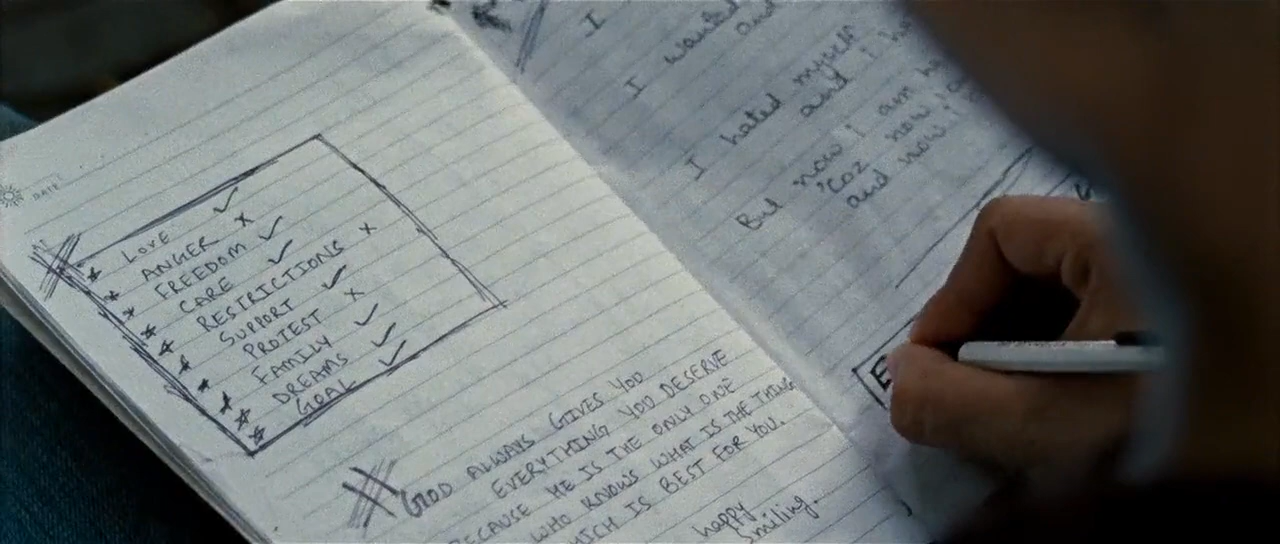 DATE
LOVE ✓
ANGER ×
FREEDOM ✓
CARE ✓
RESTRICTIONS ×
SUPPORT ✓
PROTEST ×
FAMILY ✓
DREAMS ✓
GOAL ✓
GOD ALWAYS GIVES YOU
EVERYTHING YOU DESERVE
BECAUSE HE IS THE ONLY ONE
WHO KNOWS WHAT IS THE THING
WHICH IS BEST FOR YOU.
happy
Smiling.
I
I wanted
and
I hated myself
and I
But now I am
'Coz now
and now I
E